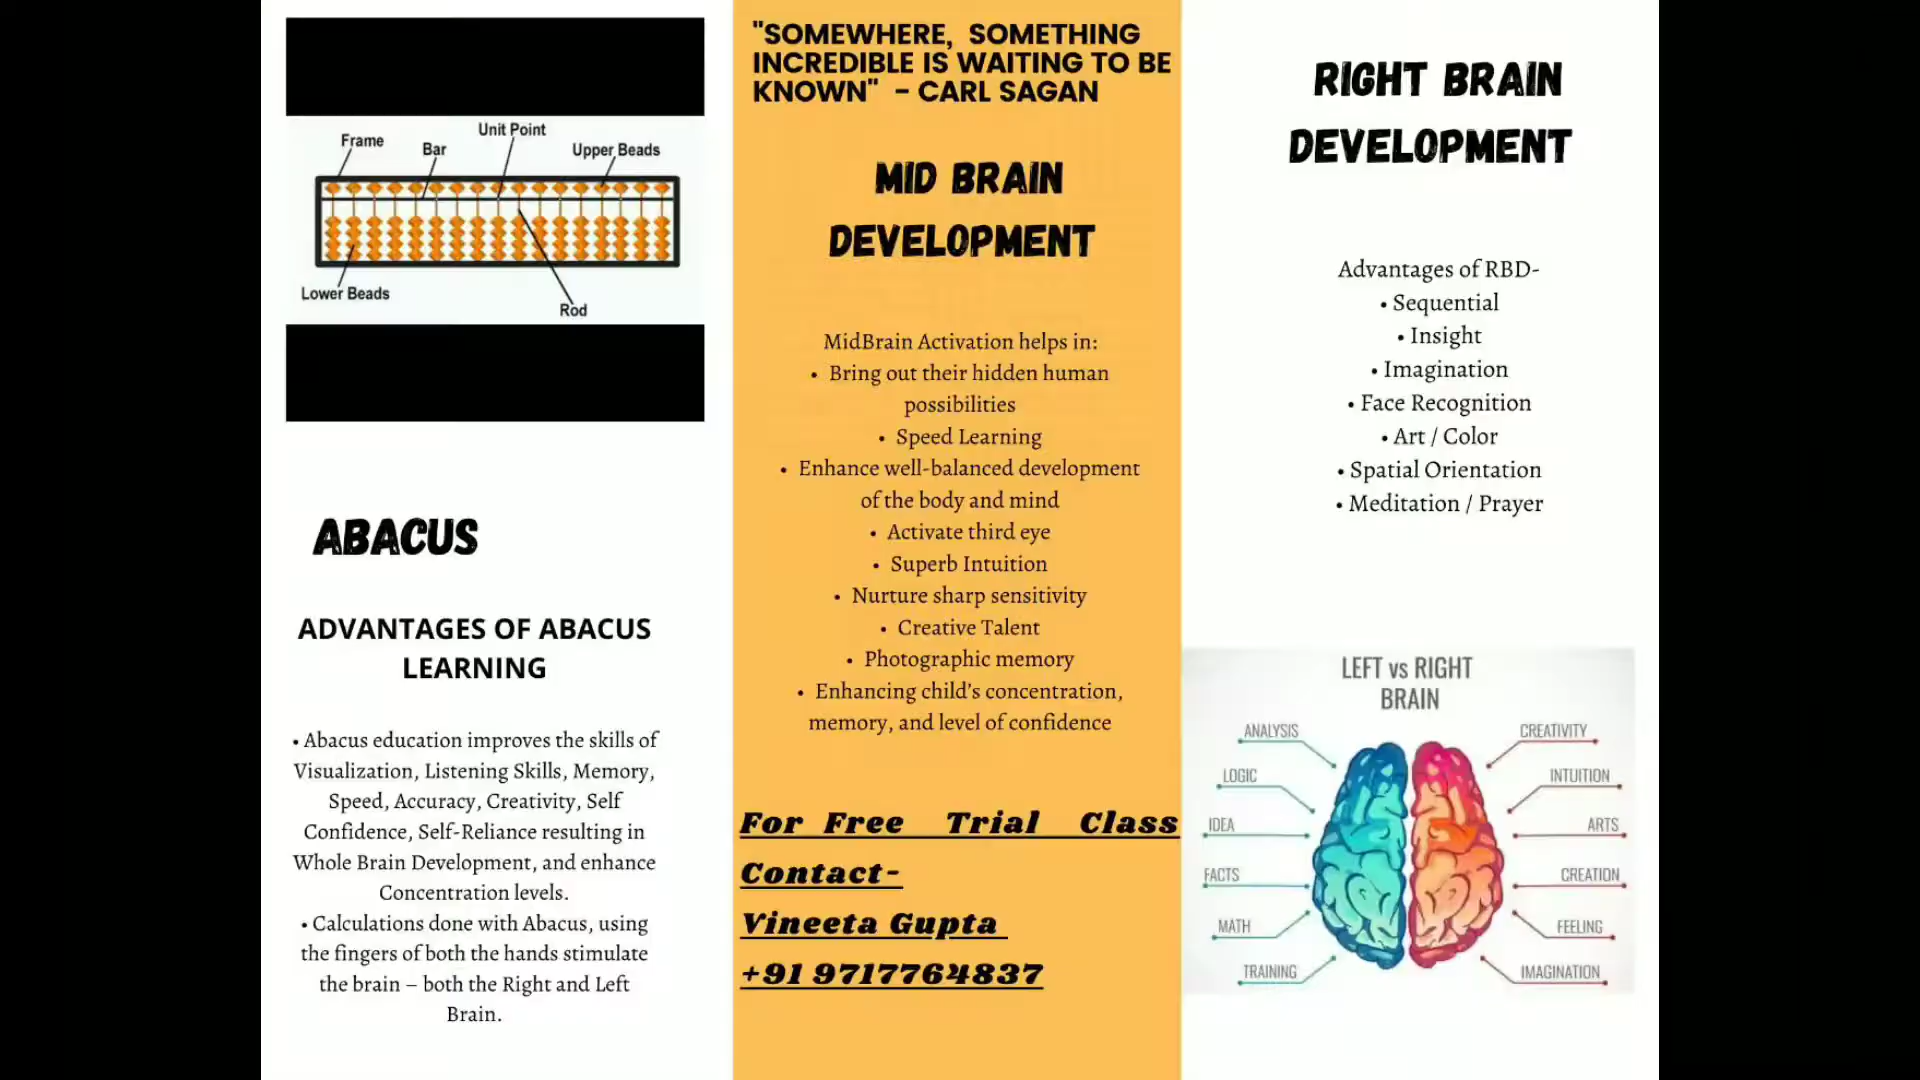 Frame
Bar
Unit Point
Upper Beads
Lower Beads
Rod
ABACUS
ADVANTAGES OF ABACUS
LEARNING
• Abacus education improves the skills of
Visualization, Listening Skills, Memory,
Speed, Accuracy, Creativity, Self
Confidence, Self-Reliance resulting in
Whole Brain Development, and enhance
Concentration levels.
• Calculations done with Abacus, using
the fingers of both the hands stimulate
the brain – both the Right and Left
Brain.
"SOMEWHERE, SOMETHING
INCREDIBLE IS WAITING TO BE
KNOWN" - CARL SAGAN
MID BRAIN
DEVELOPMENT
MidBrain Activation helps in:
• Bring out their hidden human
possibilities
• Speed Learning
• Enhance well-balanced development
of the body and mind
• Activate third eye
• Superb Intuition
• Nurture sharp sensitivity
• Creative Talent
• Photographic memory
• Enhancing child's concentration,
memory, and level of confidence
For Free Trial Class
Contact-
Vineeta Gupta
+91 9717764837
RIGHT BRAIN
DEVELOPMENT
Advantages of RBD-
• Sequential
• Insight
• Imagination
• Face Recognition
• Art / Color
• Spatial Orientation
• Meditation / Prayer
LEFT vs RIGHT
BRAIN
ANALYSIS
LOGIC
IDEA
FACTS
MATH
TRAINING
CREATIVITY
INTUITION
ARTS
CREATION
FEELING
IMAGINATION